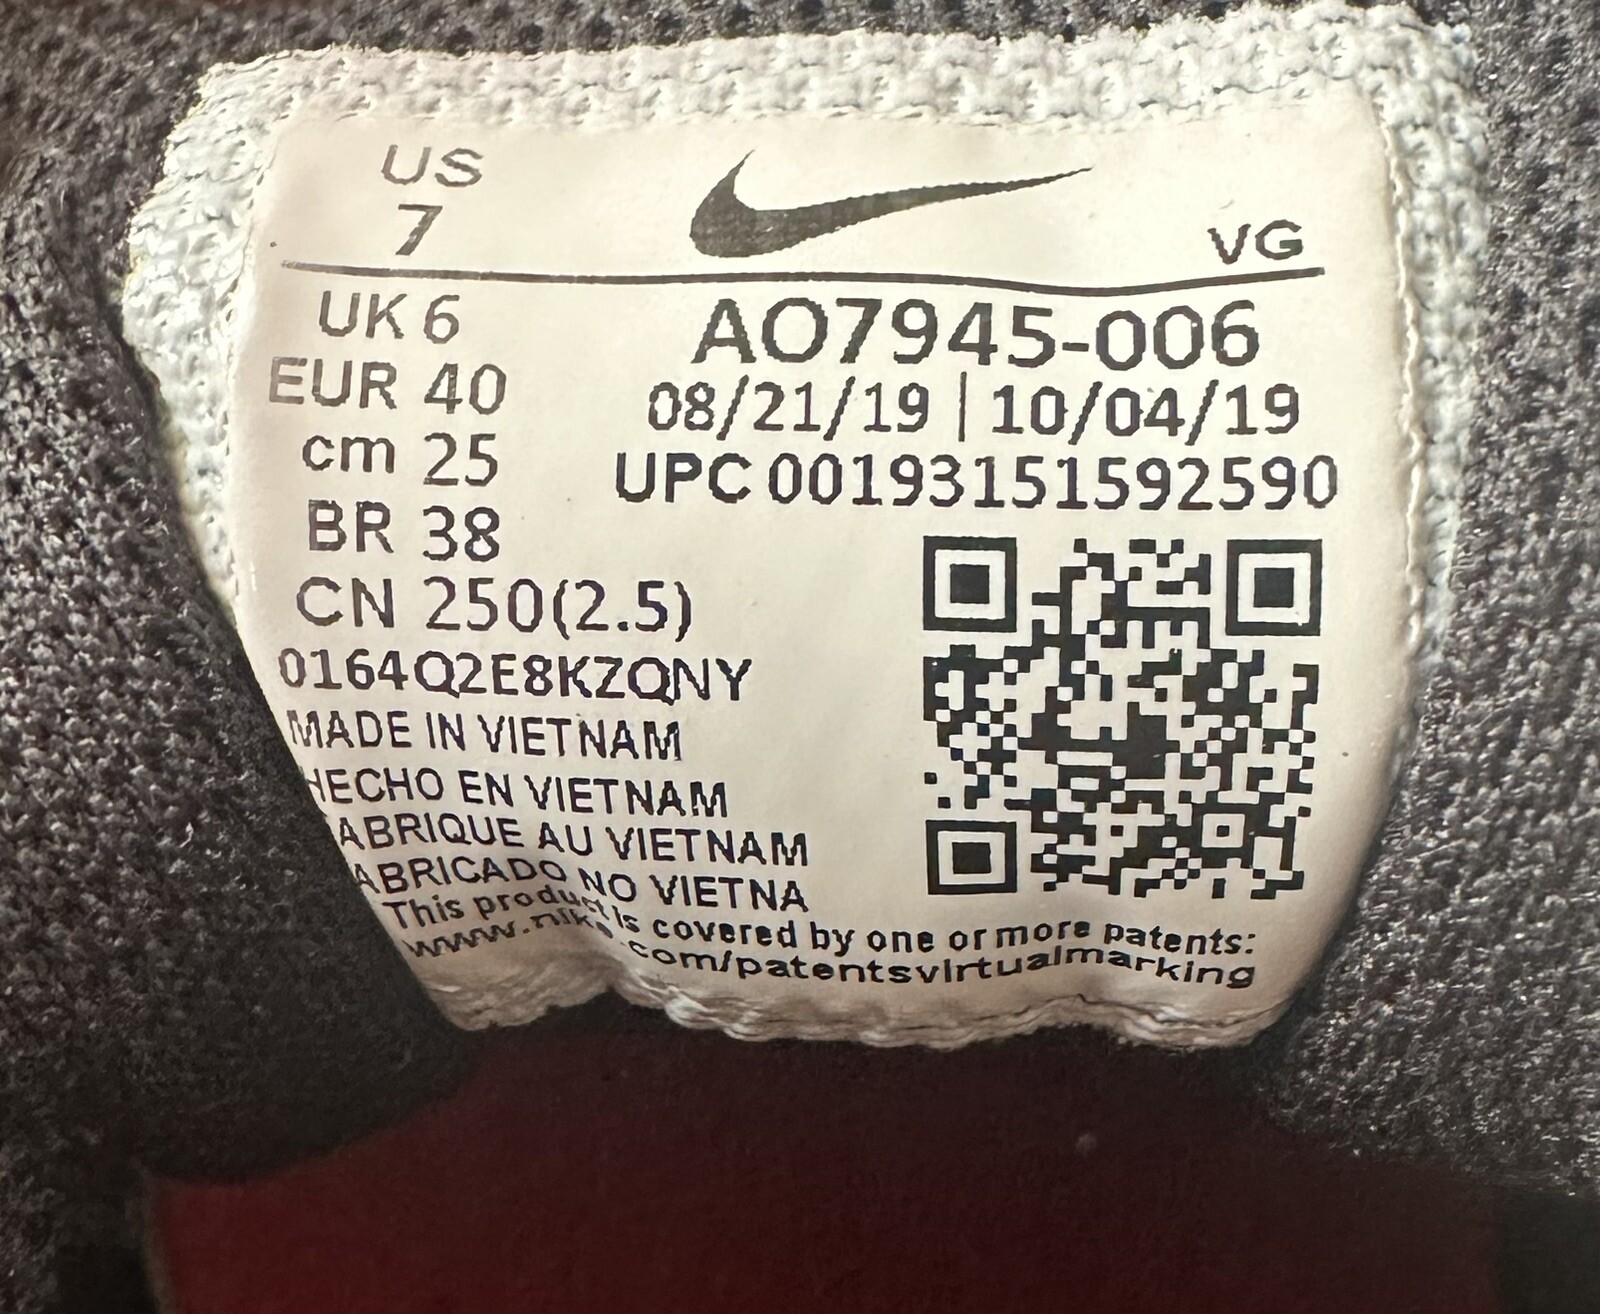 US
7
VG
UK 6
EUR 40
cm 25
BR 38
CN 250(2.5)
AO7945-006
08/21/19 | 10/04/19
UPC 00193151592590
0164Q2E8KZQNY
MADE IN VIETNAM
HECHO EN VIETNAM
FABRIQUE AU VIETNAM
ABRICADO NO VIETNA
This product is covered by one or more patents:
www.nike.com/patentsvirtualmarking